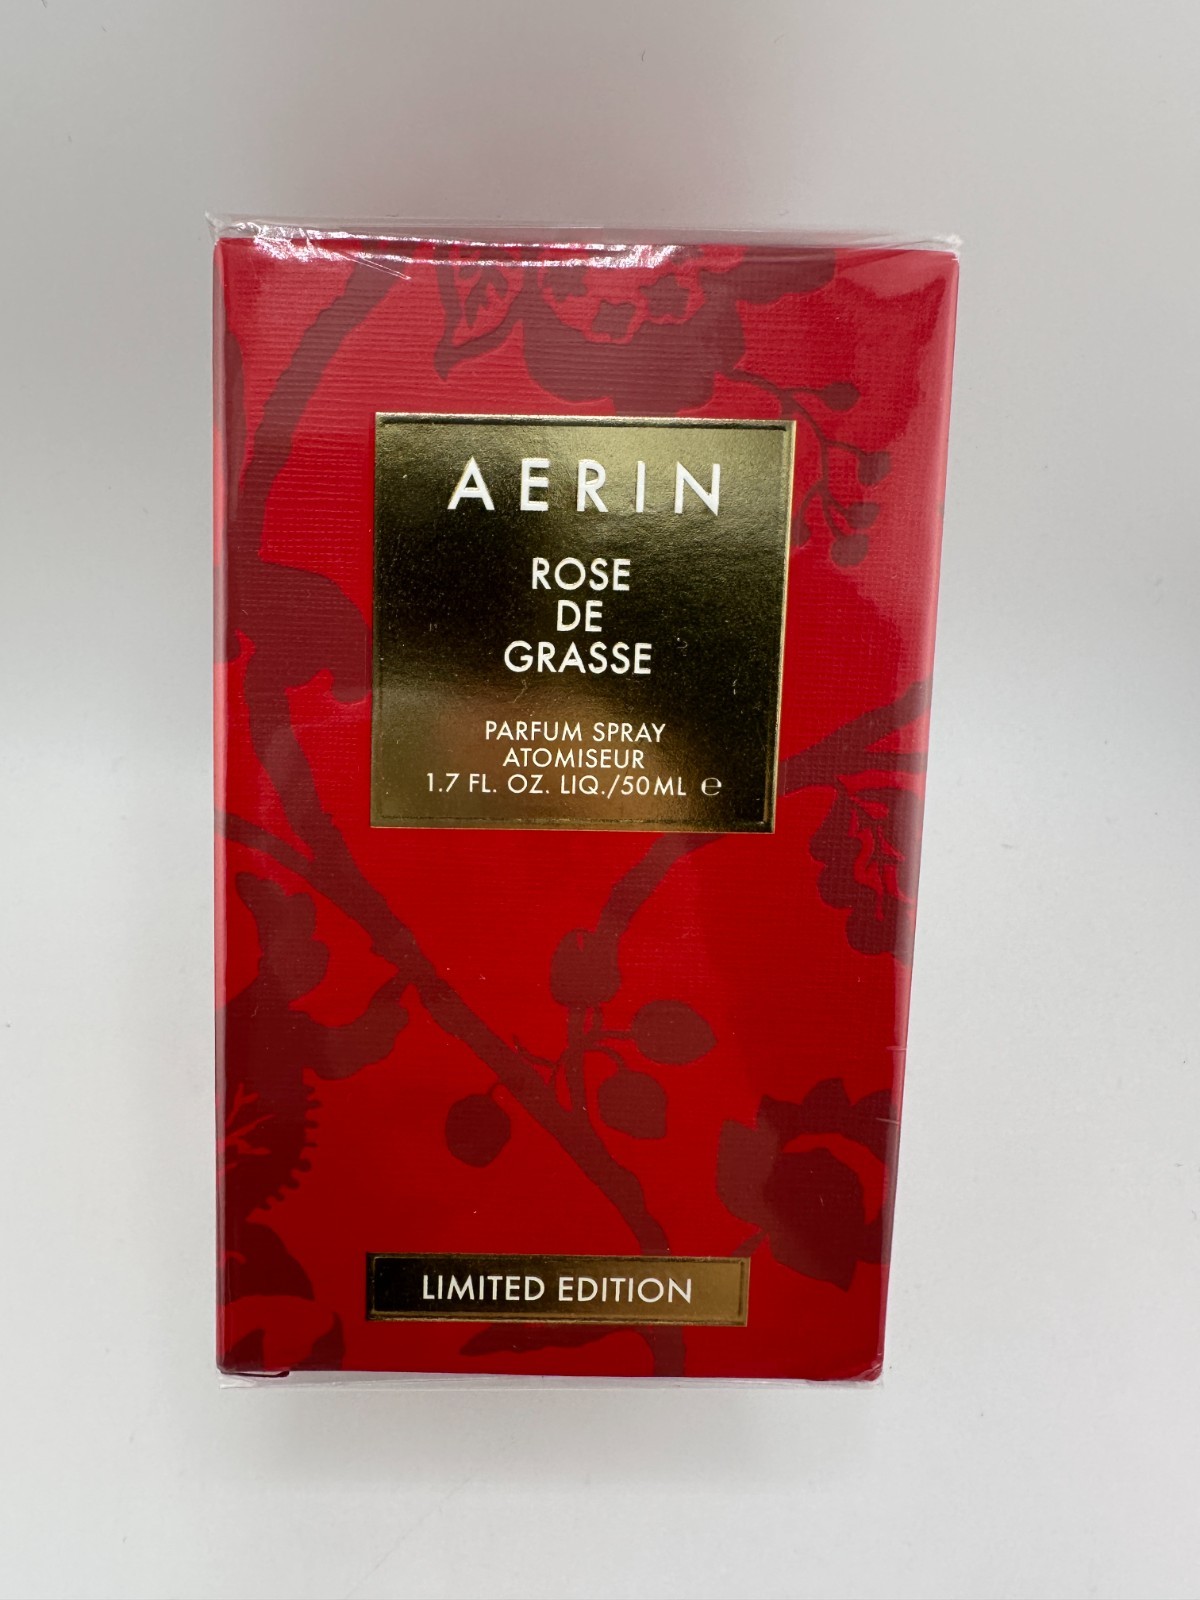 AERIN
ROSE
DE
GRASSE
PARFUM SPRAY
ATOMISEUR
1.7 FL. OZ. LIQ./50ML ℮
LIMITED EDITION